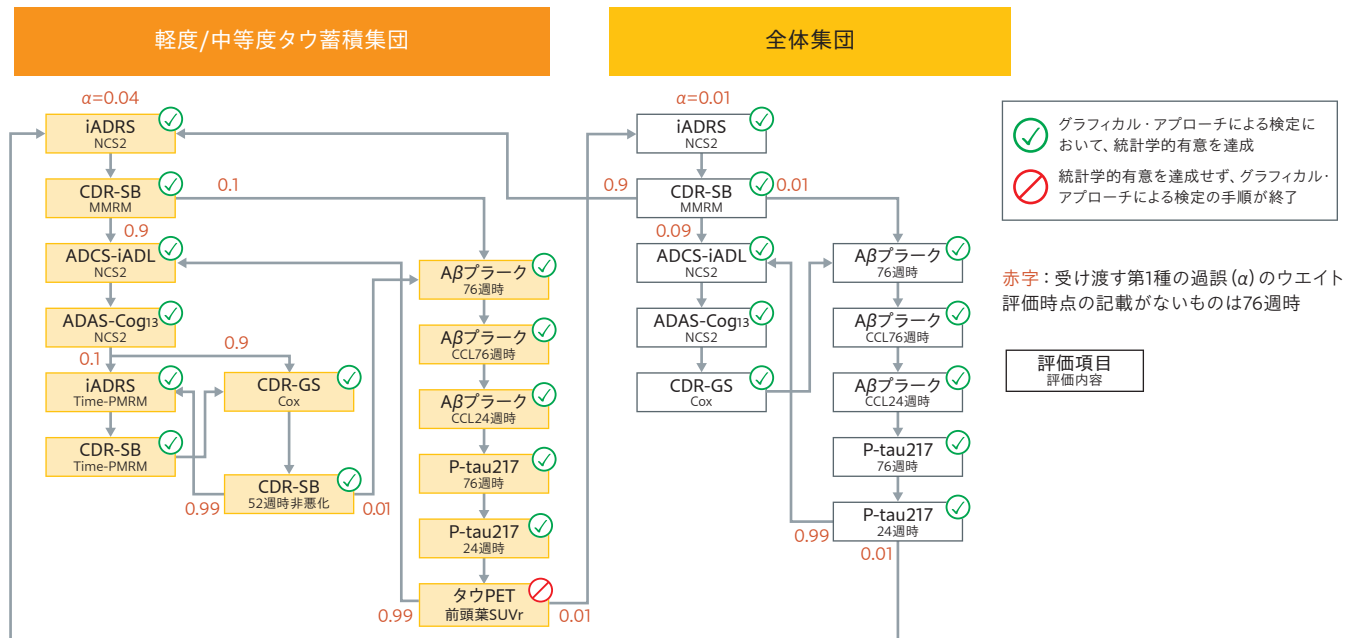 軽度/中等度タウ蓄積集団
α=0.04
iADRS
NCS2
CDR-SB
MMRM
0.1
0.9
ADCS-iADL
NCS2
ADAS-Cog13
NCS2
0.1
0.9
iADRS
Time-PMRM
CDR-SB
Time-PMRM
CDR-GS
Cox
CDR-SB
52週時非悪化
0.99
0.01
Aβプラーク
76週時
Aβプラーク
CCL76週時
Aβプラーク
CCL24週時
P-tau217
76週時
P-tau217
24週時
タウPET
前頭葉SUVr
0.99
0.01
全体集団
α=0.01
iADRS
NCS2
0.9
CDR-SB
MMRM
0.01
0.09
ADCS-iADL
NCS2
ADAS-Cog13
NCS2
CDR-GS
Cox
Aβプラーク
76週時
Aβプラーク
CCL76週時
Aβプラーク
CCL24週時
P-tau217
76週時
P-tau217
24週時
0.99
0.01
グラフィカル・アプローチによる検定に
おいて、統計学的有意を達成
統計学的有意を達成せず、グラフィカル・
アプローチによる検定の手順が終了
赤字：受け渡す第1種の過誤（α）のウエイト
評価時点の記載がないものは76週時
評価項目
評価内容